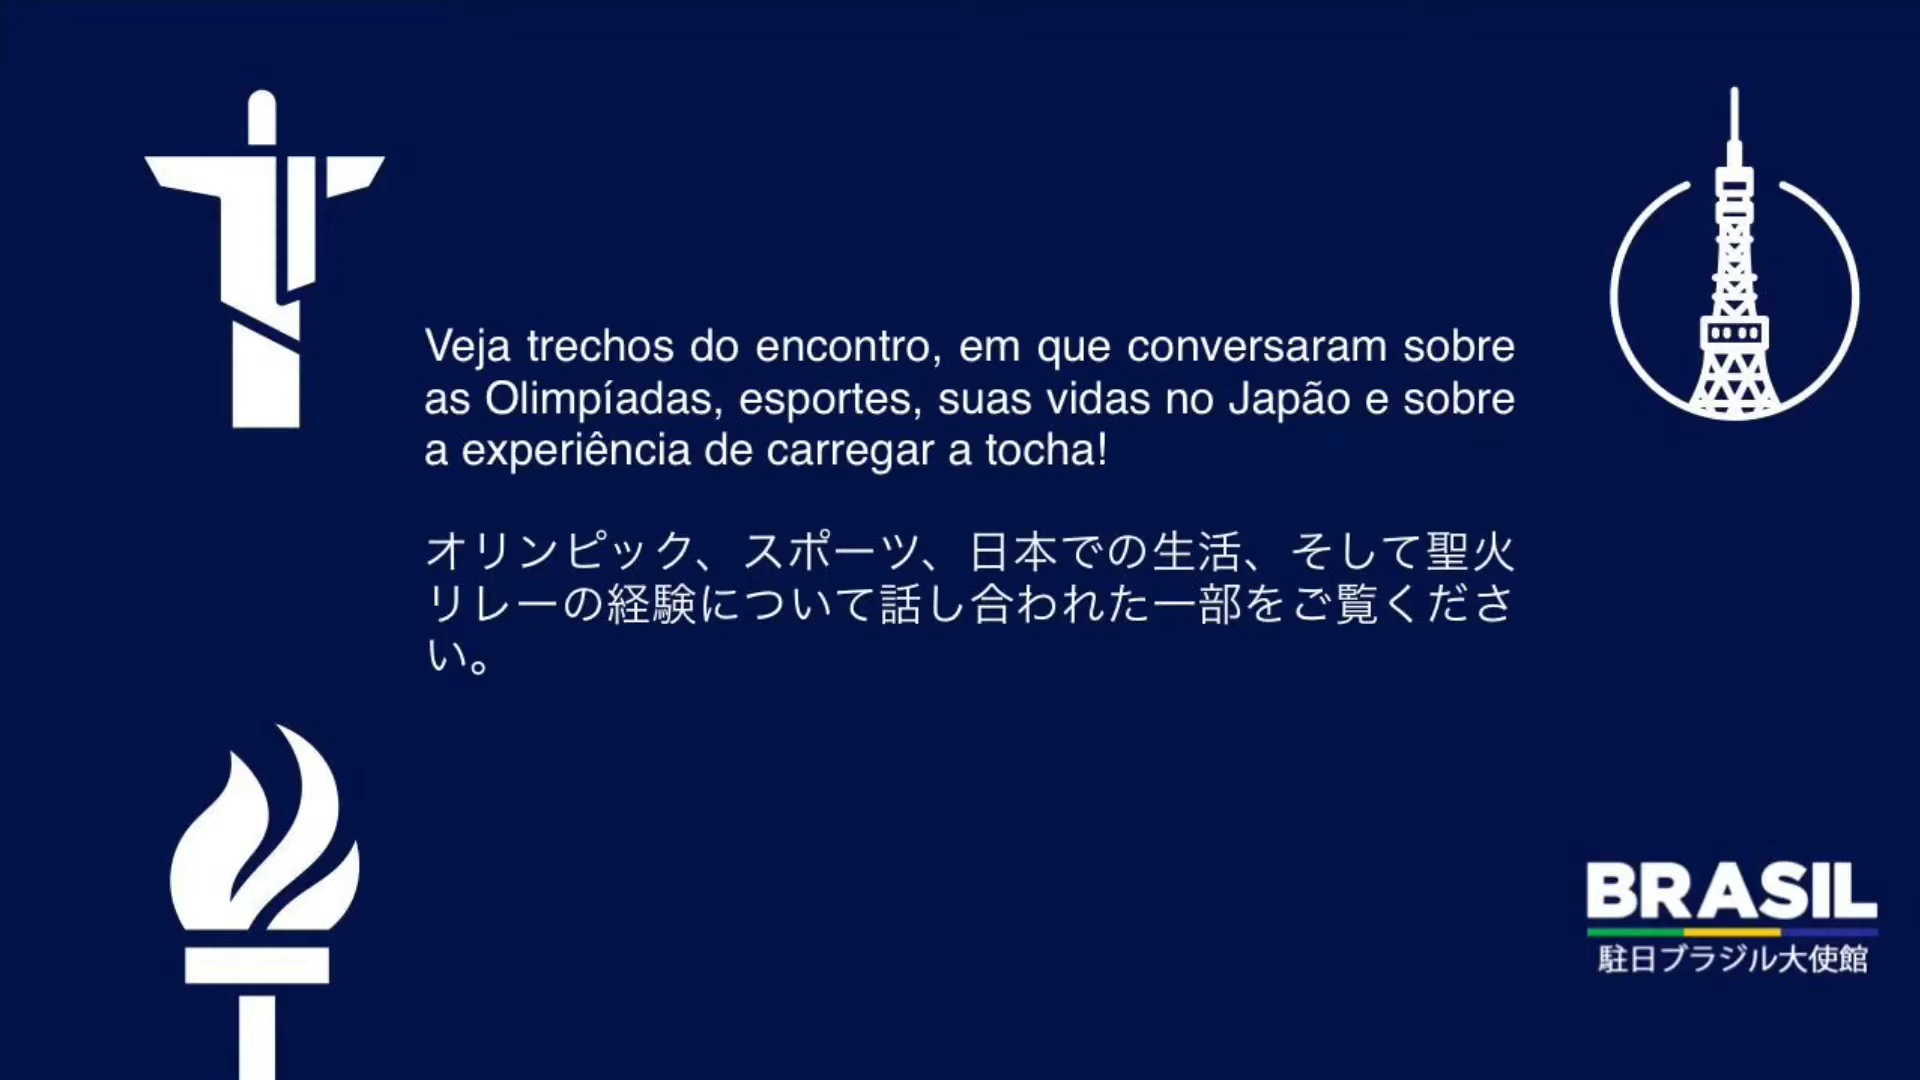 Veja trechos do encontro, em que conversaram sobre
as Olimpíadas, esportes, suas vidas no Japão e sobre
a experiência de carregar a tocha!
オリンピック、スポーツ、日本での生活、そして聖火
リレーの経験について話し合われた一部をご覧くださ
い。
BRASIL
駐日ブラジル大使館